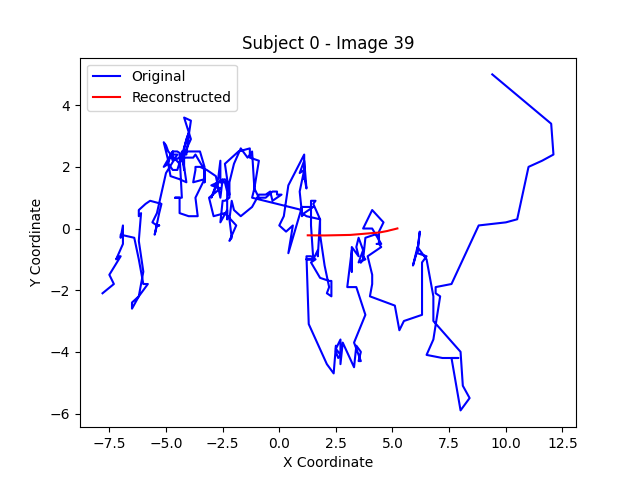 Subject 0 - Image 39
Original
Reconstructed
Y Coordinate
4
2
0
−2
−4
−6
−7.5 −5.0 −2.5 0.0 2.5 5.0 7.5 10.0 12.5
X Coordinate